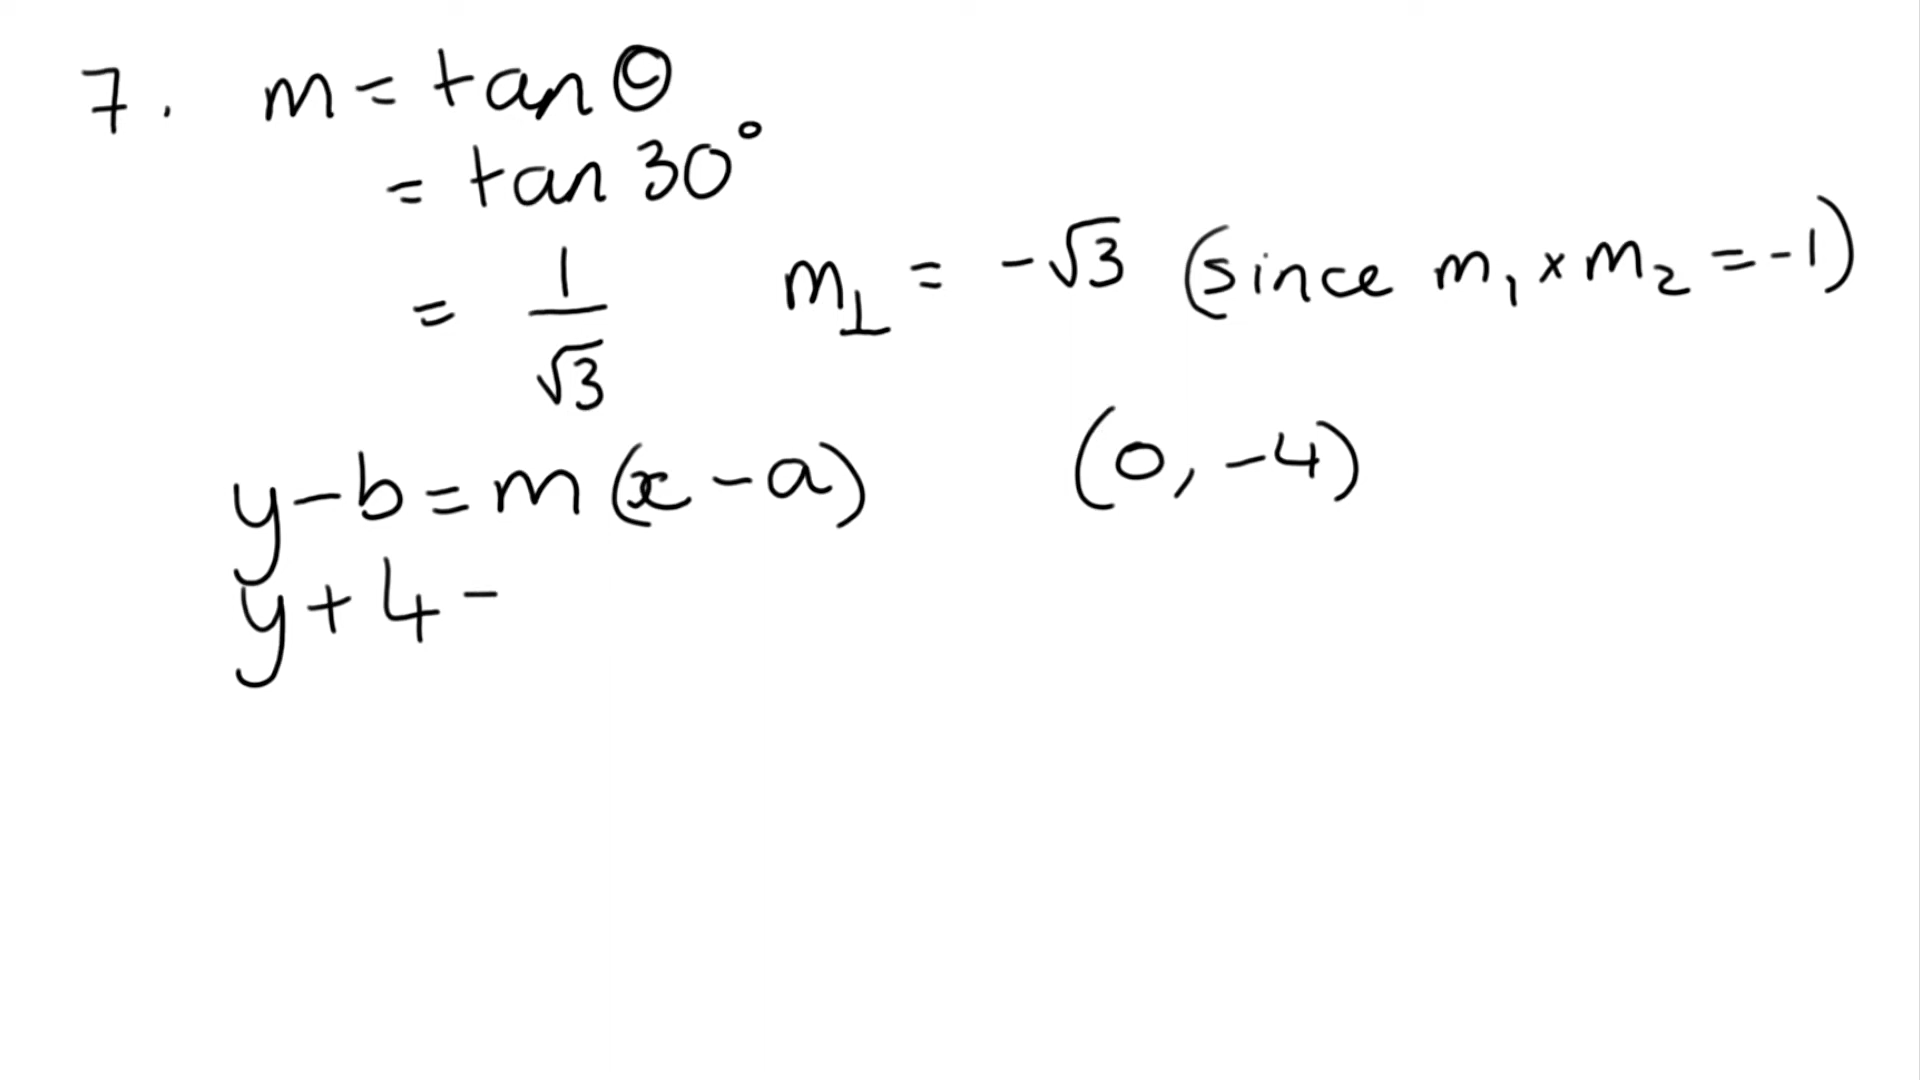 7. m = tan θ
= tan 30°
= 1/√3 m⊥ = -√3 (since m₁ × m₂ = -1)
y - b = m(x - a) (0, -4)
y + 4 -